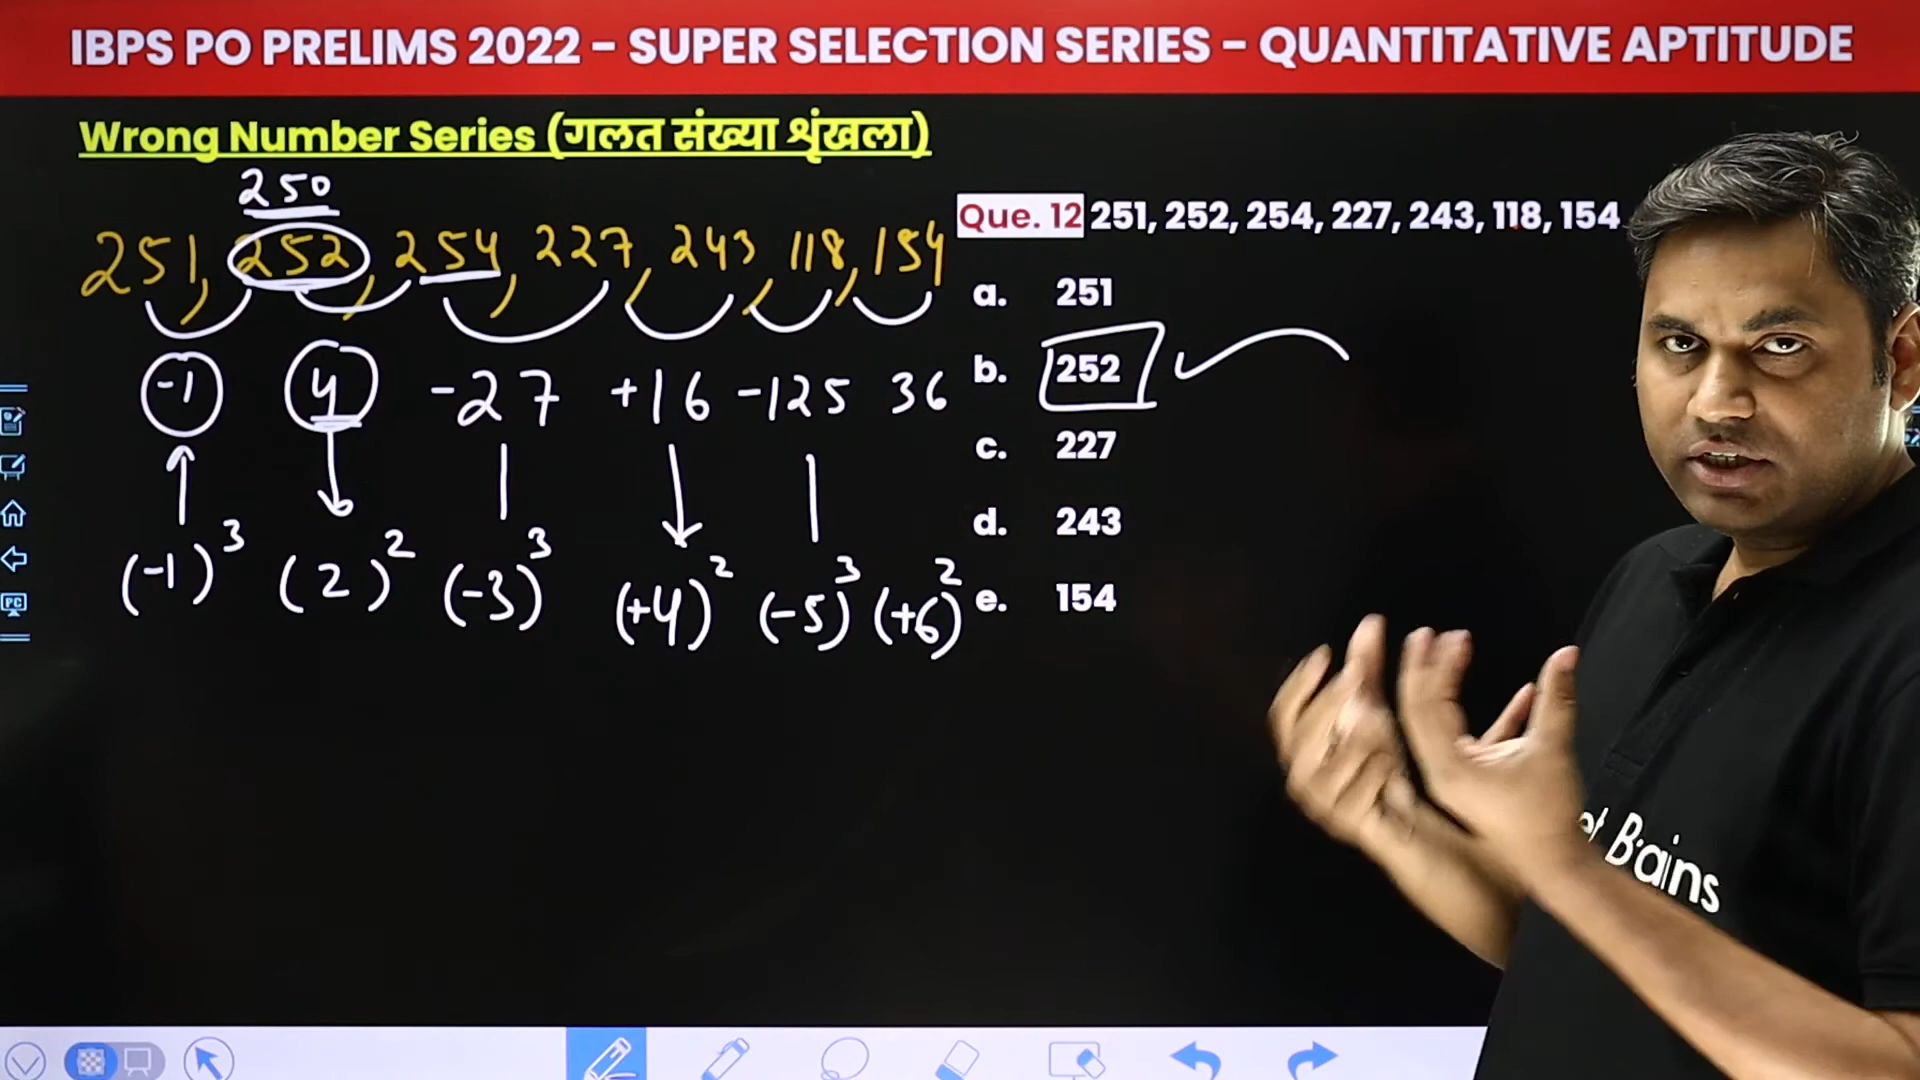 IBPS PO PRELIMS 2022 - SUPER SELECTION SERIES - QUANTITATIVE APTITUDE
Wrong Number Series (गलत संख्या श्रृंखला)
250
251, 252, 254, 227, 243, 118, 154
-1 4 -27 +16 -125 36
(-1)³ (2)² (-3)³ (+4)² (-5)³ (+6)²
Que. 12 251, 252, 254, 227, 243, 118, 154
a. 251
b. 252
c. 227
d. 243
e. 154
Brains
PC